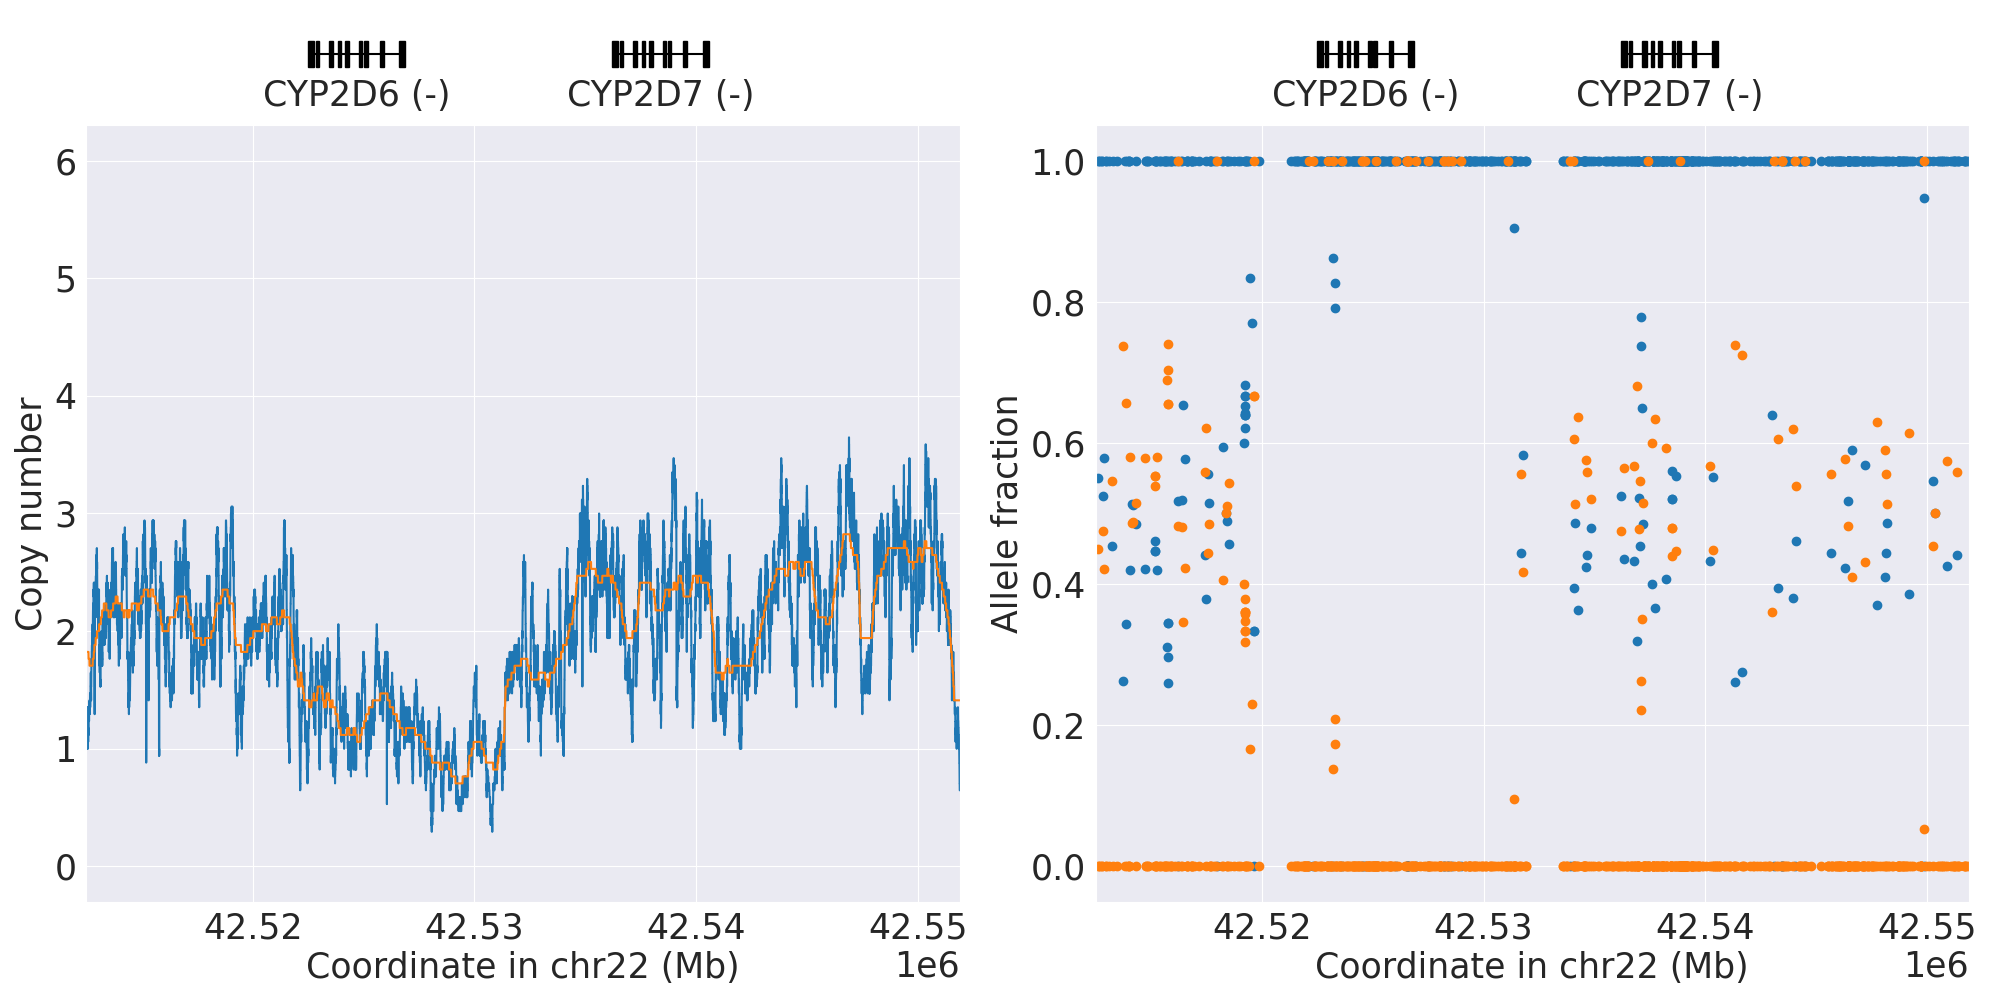 CYP2D6 (-) CYP2D7 (-)
6
5
4
3
2
1
0
Copy number
42.52 42.53 42.54 42.55
1e6
Coordinate in chr22 (Mb)
CYP2D6 (-) CYP2D7 (-)
1.0
0.8
0.6
0.4
0.2
0.0
Allele fraction
42.52 42.53 42.54 42.55
1e6
Coordinate in chr22 (Mb)